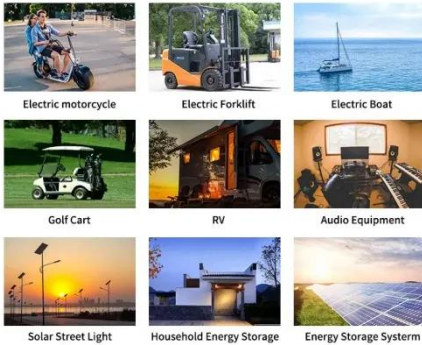 Electric motorcycle
Electric Forklift
Electric Boat
Golf Cart
RV
Audio Equipment
Solar Street Light
Household Energy Storage
Energy Storage Systerm